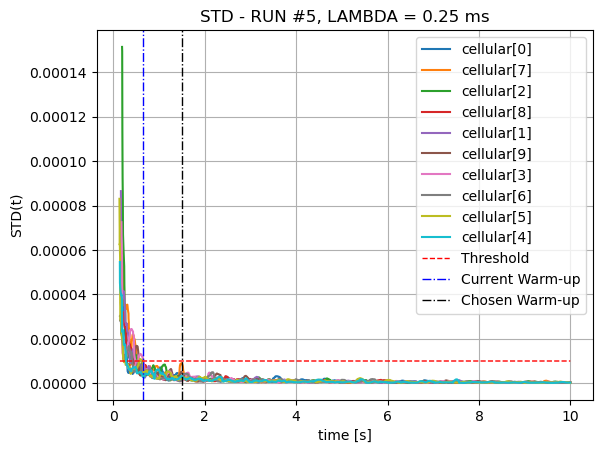 STD - RUN #5, LAMBDA = 0.25 ms
STD(t)
0.00014
0.00012
0.00010
0.00008
0.00006
0.00004
0.00002
0.00000
cellular[0]
cellular[7]
cellular[2]
cellular[8]
cellular[1]
cellular[9]
cellular[3]
cellular[6]
cellular[5]
cellular[4]
Threshold
Current Warm-up
Chosen Warm-up
0 2 4 6 8 10
time [s]